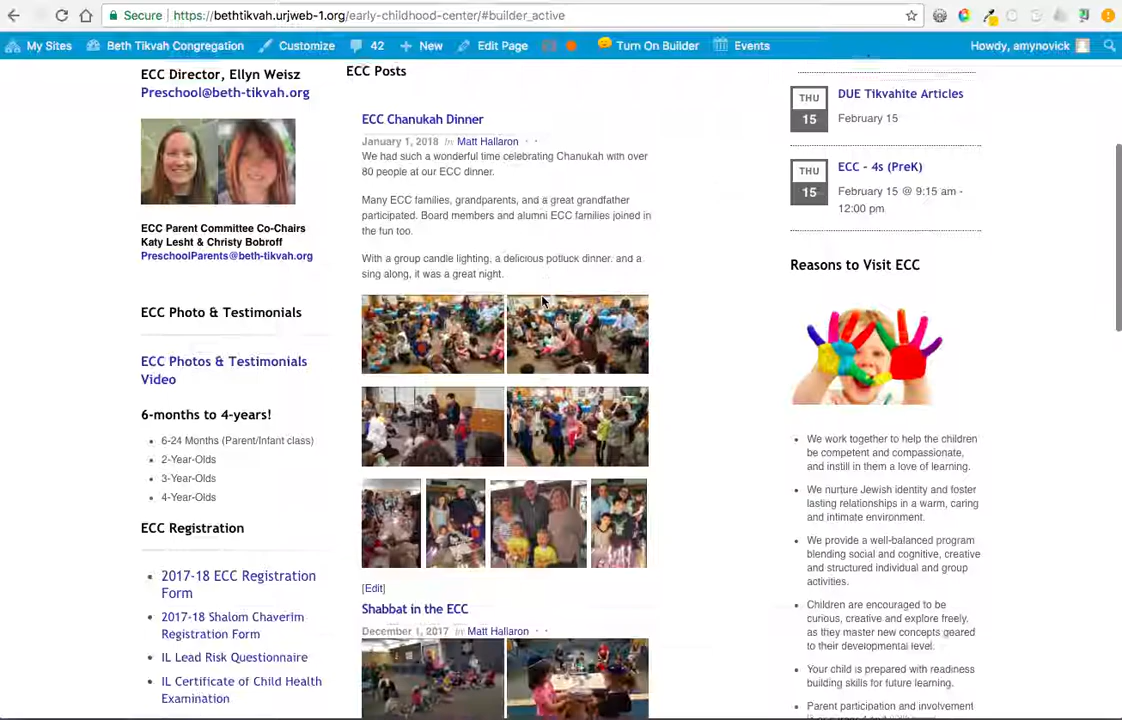 Secure | https://bethtikvah.urjweb-1.org/early-childhood-center/#builder_active
My Sites Beth Tikvah Congregation Customize 42 New Edit Page Turn On Builder Events Howdy, amynovick
ECC Director, Ellyn Weisz
Preschool@beth-tikvah.org
ECC Parent Committee Co-Chairs
Katy Lesht & Christy Bobroff
PreschoolParents@beth-tikvah.org
ECC Photo & Testimonials
ECC Photos & Testimonials
Video
6-months to 4-years!
6-24 Months (Parent/Infant class)
2-Year-Olds
3-Year-Olds
4-Year-Olds
ECC Registration
2017-18 ECC Registration
Form
2017-18 Shalom Chaverim
Registration Form
IL Lead Risk Questionnaire
IL Certificate of Child Health
Examination
ECC Posts
ECC Chanukah Dinner
January 1, 2018 In Matt Hallaron
We had such a wonderful time celebrating Chanukah with over
80 people at our ECC dinner.
Many ECC families, grandparents, and a great grandfather
participated. Board members and alumni ECC families joined in
the fun too.
With a group candle lighting, a delicious potluck dinner. and a
sing along, it was a great night.
[Edit]
Shabbat in the ECC
December 1, 2017 In Matt Hallaron
THU
15
DUE Tikvahite Articles
February 15
THU
15
ECC - 4s (PreK)
February 15 @ 9:15 am -
12:00 pm
Reasons to Visit ECC
We work together to help the children
be competent and compassionate,
and instill in them a love of learning.
We nurture Jewish identity and foster
lasting relationships in a warm, caring
and intimate environment.
We provide a well-balanced program
blending social and cognitive, creative
and structured individual and group
activities.
Children are encouraged to be
curious, creative and explore freely.
as they master new concepts geared
to their developmental level.
Your child is prepared with readiness
building skills for future learning.
Parent participation and involvement